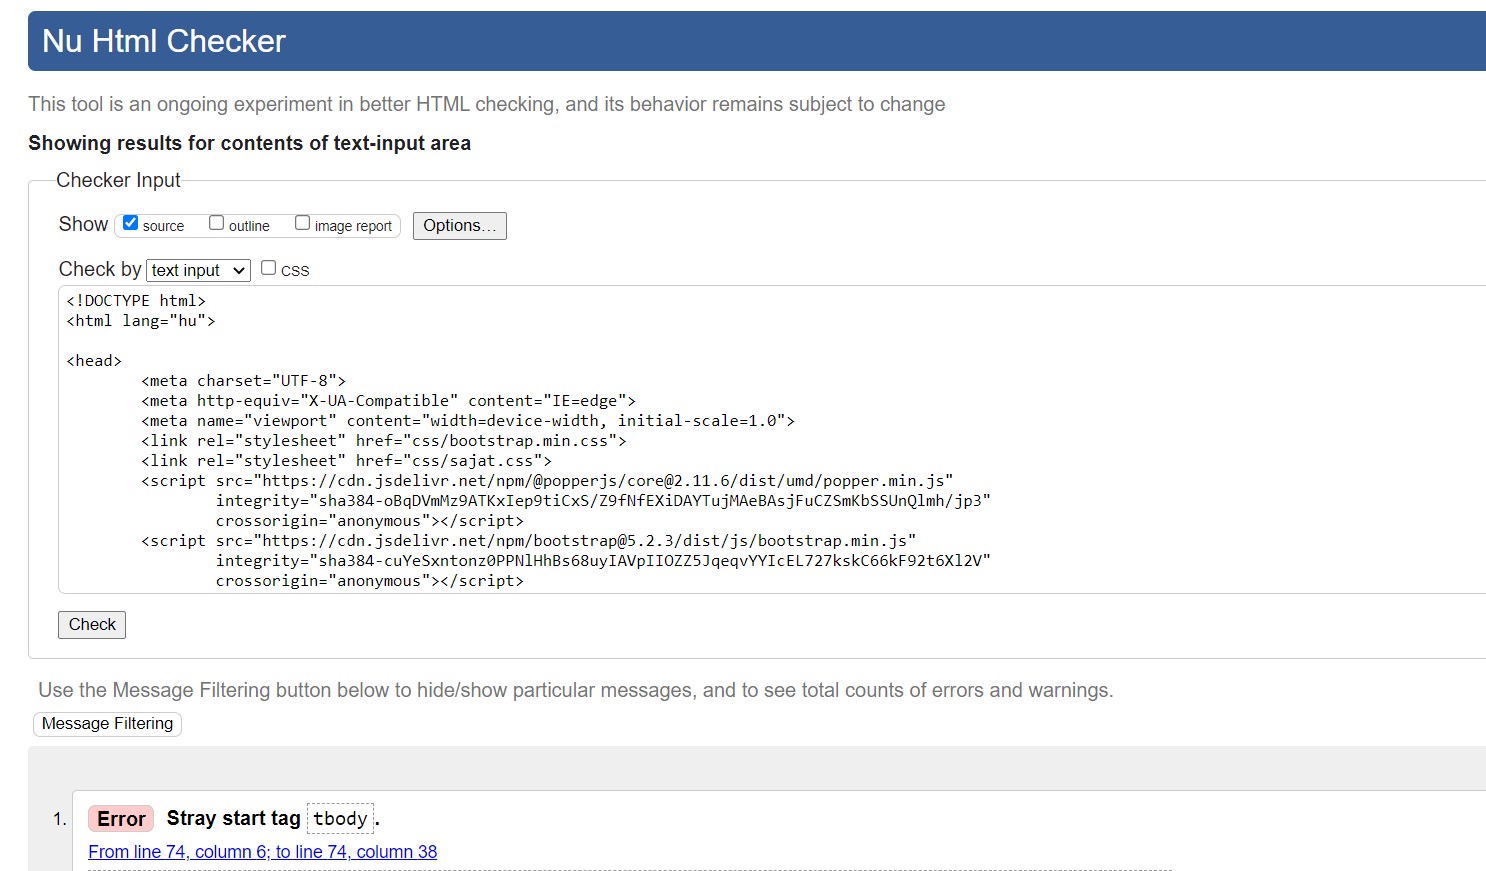 Nu Html Checker
This tool is an ongoing experiment in better HTML checking, and its behavior remains subject to change
Showing results for contents of text-input area
Checker Input
Show source outline image report Options...
Check by text input CSS
<!DOCTYPE html>
<html lang="hu">
<head>
<meta charset="UTF-8">
<meta http-equiv="X-UA-Compatible" content="IE=edge">
<meta name="viewport" content="width=device-width, initial-scale=1.0">
<link rel="stylesheet" href="css/bootstrap.min.css">
<link rel="stylesheet" href="css/sajat.css">
<script src="https://cdn.jsdelivr.net/npm/@popperjs/core@2.11.6/dist/umd/popper.min.js"
integrity="sha384-oBqDVmMz9ATKxIep9tiCxS/Z9fNfEXiDAYTujMAeBAsjFuCZSmKbSSUnQlmh/jp3"
crossorigin="anonymous"></script>
<script src="https://cdn.jsdelivr.net/npm/bootstrap@5.2.3/dist/js/bootstrap.min.js"
integrity="sha384-cuYeSxntonz0PPNlHhBs68uyIAVpIIOZZ5JqeqvYYIcEL727kskC66kF92t6Xl2V"
crossorigin="anonymous"></script>
Check
Use the Message Filtering button below to hide/show particular messages, and to see total counts of errors and warnings.
Message Filtering
1. Error Stray start tag tbody.
From line 74, column 6; to line 74, column 38